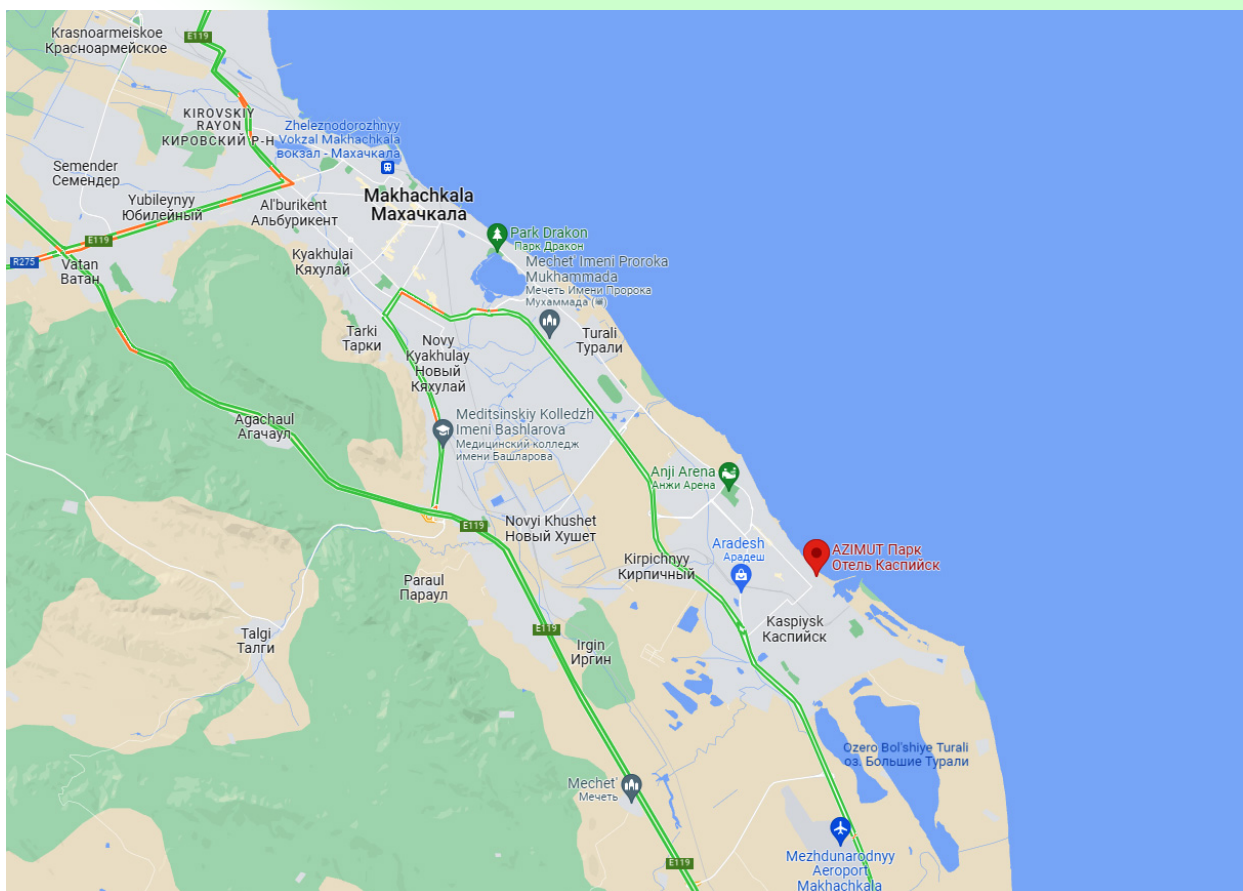 Krasnoarmeiskoe
Красноармейское
E119
KIROVSKIY
RAYON
КИРОВСКИЙ Р-Н
Zheleznodorozhnyy
Vokzal Makhachkala
вокзал - Махачкала
Semender
Семендер
Yubileynyy
Юбилейный
Al'burikent
Альбурикент
Makhachkala
Махачкала
E119
R275
Vatan
Ватан
Kyakhulai
Кяхулай
Park Drakon
Парк Дракон
Mechet' Imeni Proroka
Mukhammada
Мечеть Имени Пророка
Мухаммада
Tarki
Тарки
Novy
Kyakhulay
Новый
Кяхулай
Turali
Турали
Agachaul
Агачаул
Meditsinskiy Kolledzh
Imeni Bashlarova
Медицинский колледж
имени Башларова
Anji Arena
Анжи Арена
E119
Novyi Khushet
Новый Хушет
Aradesh
Арадеш
AZIMUT Парк
Отель Каспийск
Kirpichnyy
Кирпичный
Paraul
Параул
Kaspiysk
Каспийск
Talgi
Талги
E119
Irgin
Иргин
Ozero Bol'shiye Turali
оз. Большие Турали
Mechet'
Мечеть
E119
Mezhdunarodnyy
Aeroport
Makhachkala